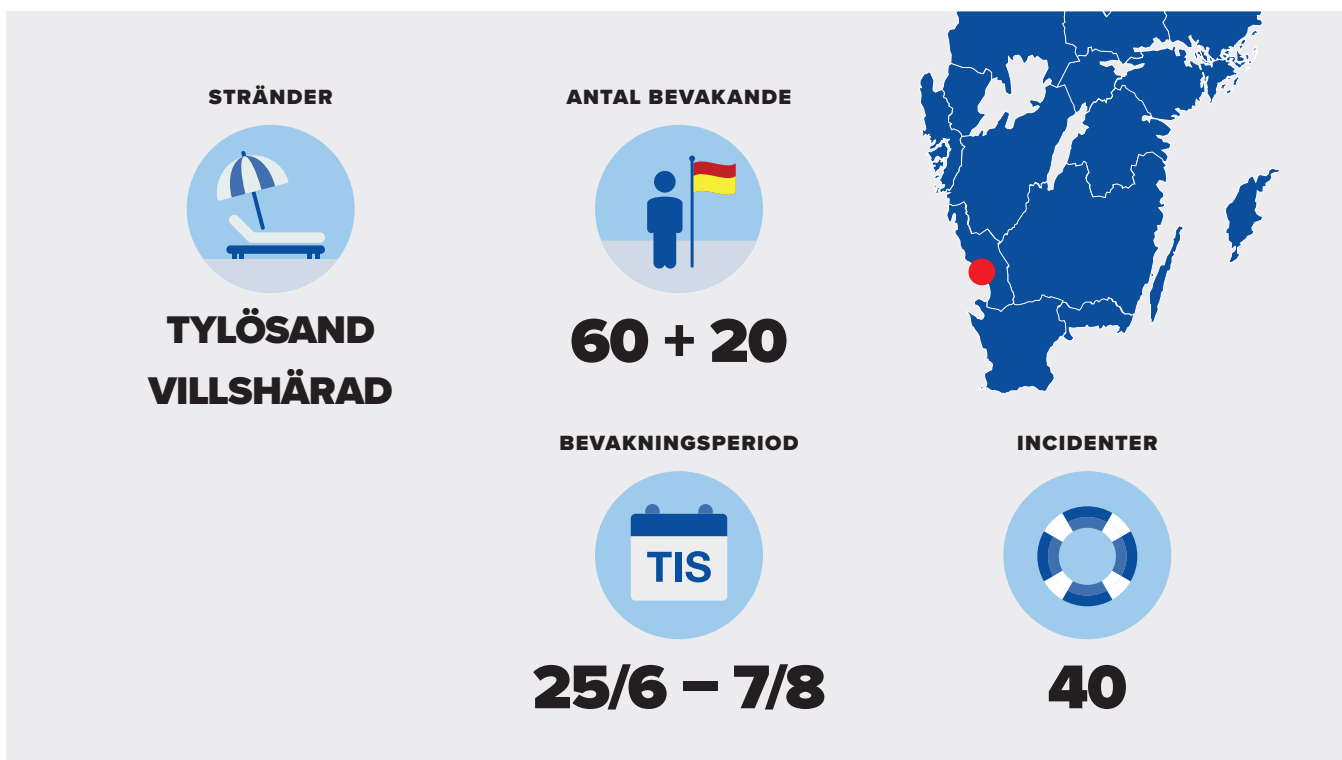 STRÄNDER
TYLÖSAND
VILLSHÄRAD
ANTAL BEVAKANDE
60 + 20
BEVAKNINGSPERIOD
TIS
25/6 – 7/8
INCIDENTER
40